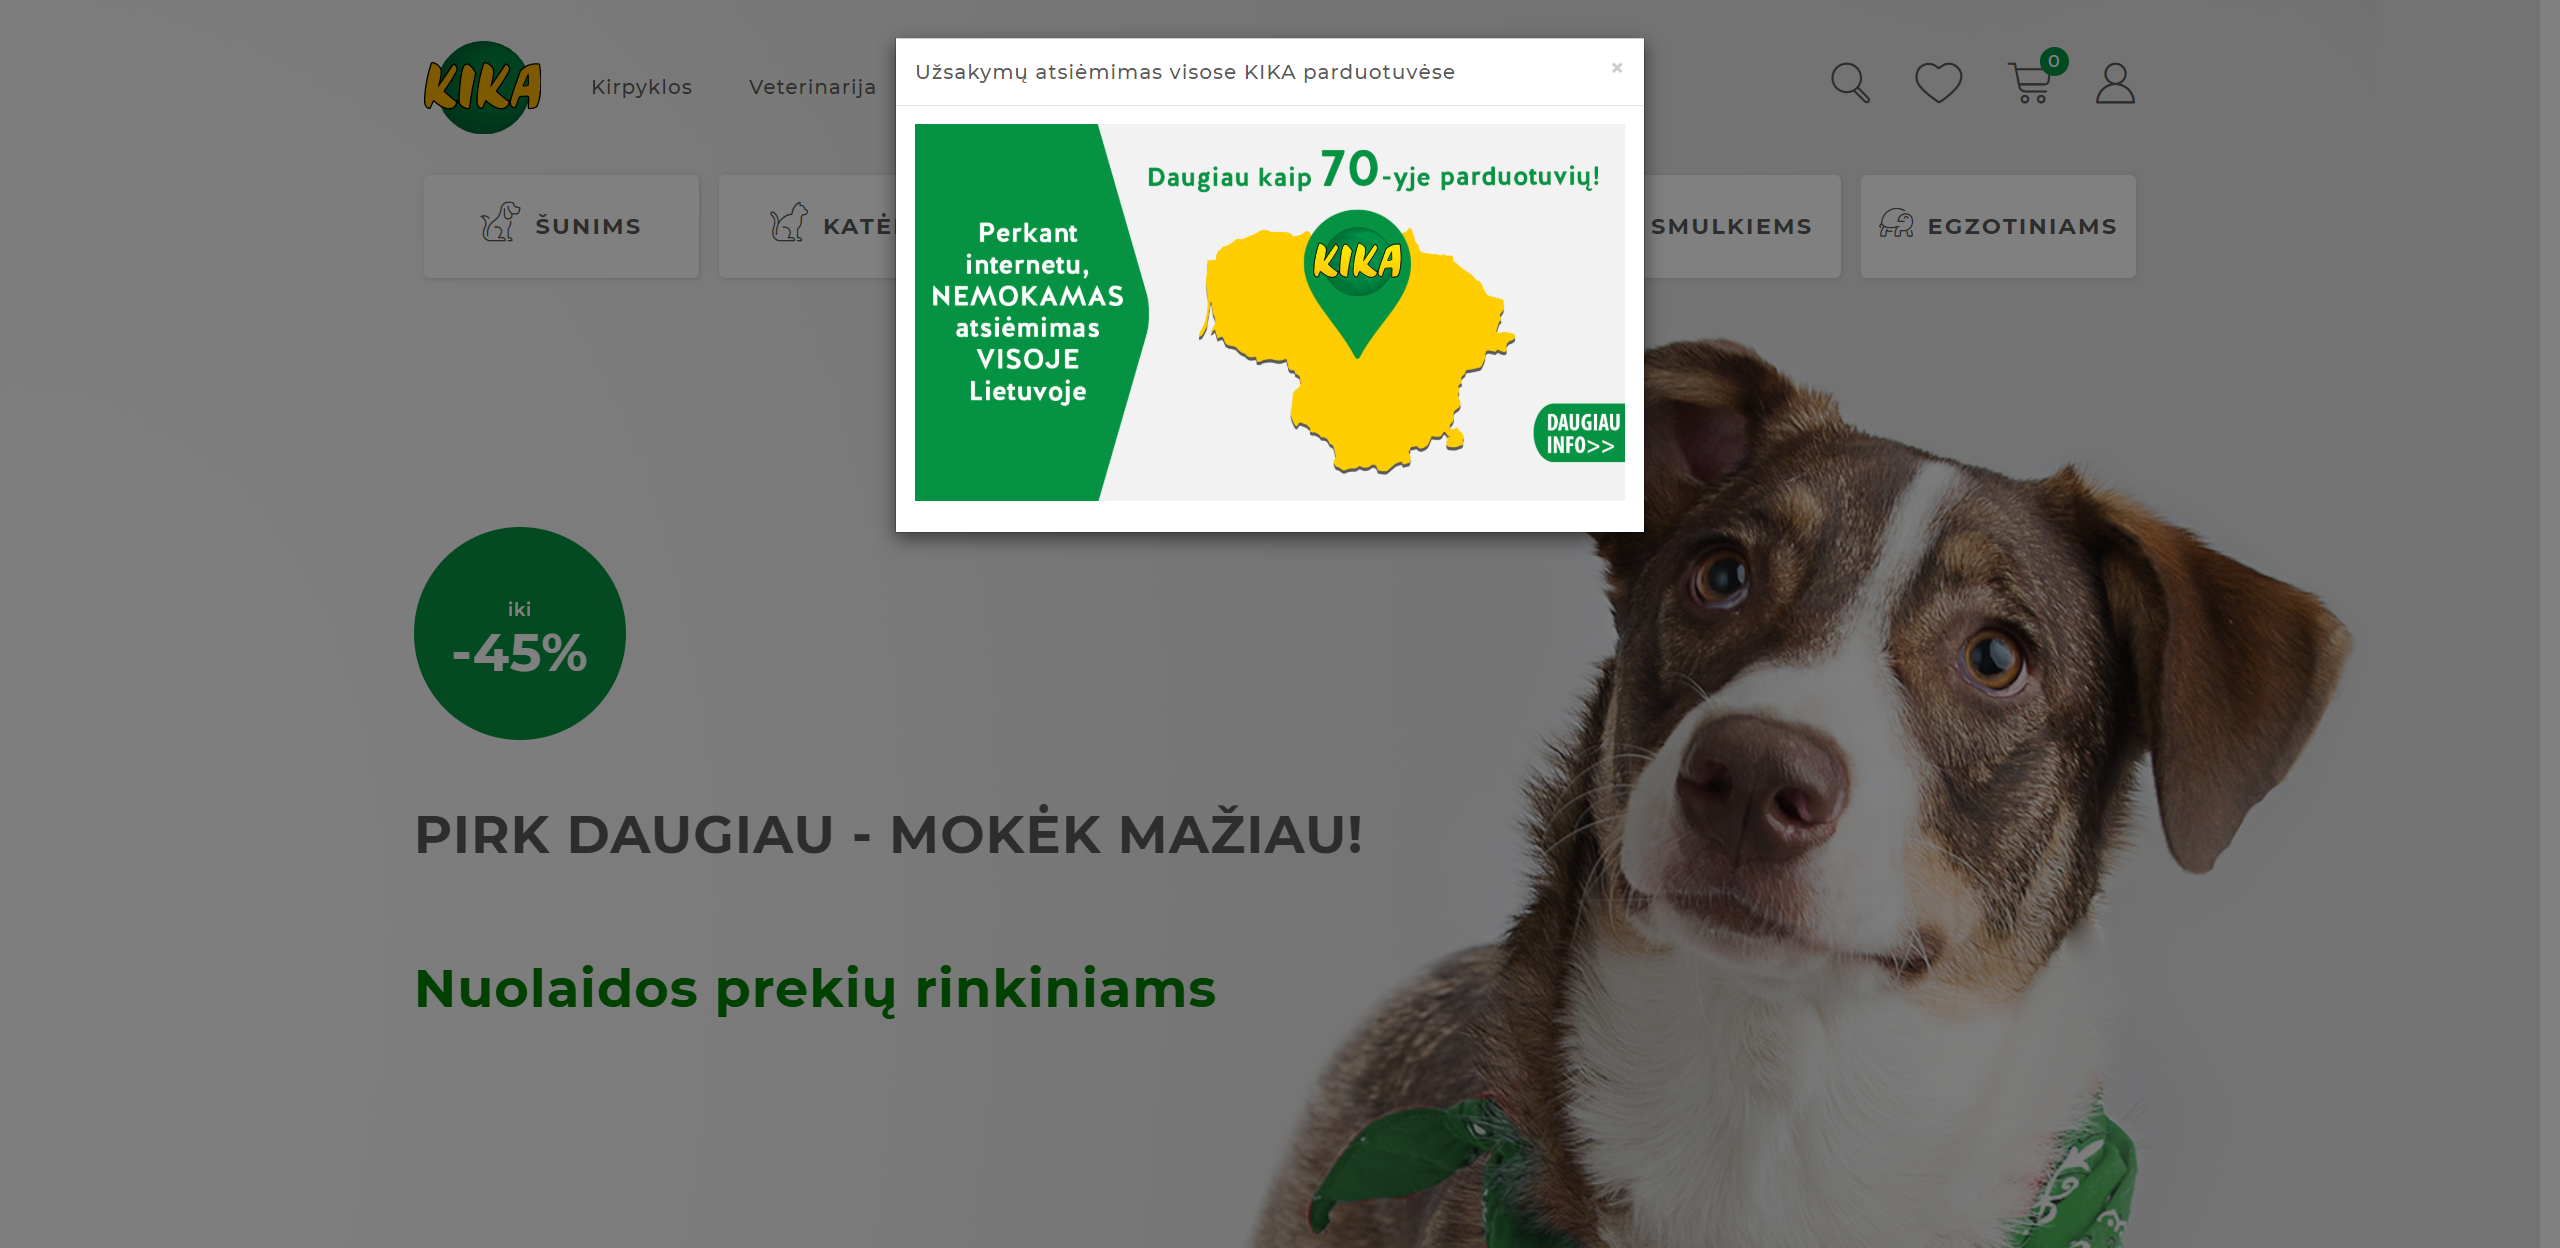 KIKA
Kirpyklos
Veterinarija
Užsakymų atsiėmimas visose KIKA parduotuvėse
×
0
ŠUNIMS
SMULKIEMS
EGZOTINIAMS
Daugiau kaip 70-yje parduotuvių!
Perkant
internetu,
NEMOKAMAS
atsiėmimas
VISOJE
Lietuvoje
KIKA
DAUGIAU
INFO>>
iki
-45%
PIRK DAUGIAU - MOKĖK MAŽIAU!
Nuolaidos prekių rinkiniams